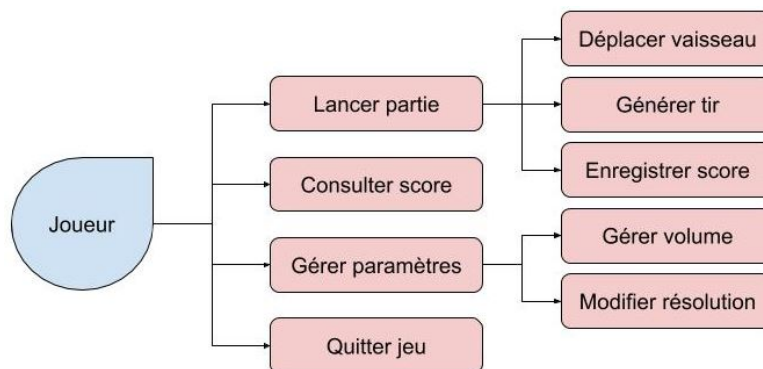 Joueur
Lancer partie
Consulter score
Gérer paramètres
Quitter jeu
Déplacer vaisseau
Générer tir
Enregistrer score
Gérer volume
Modifier résolution